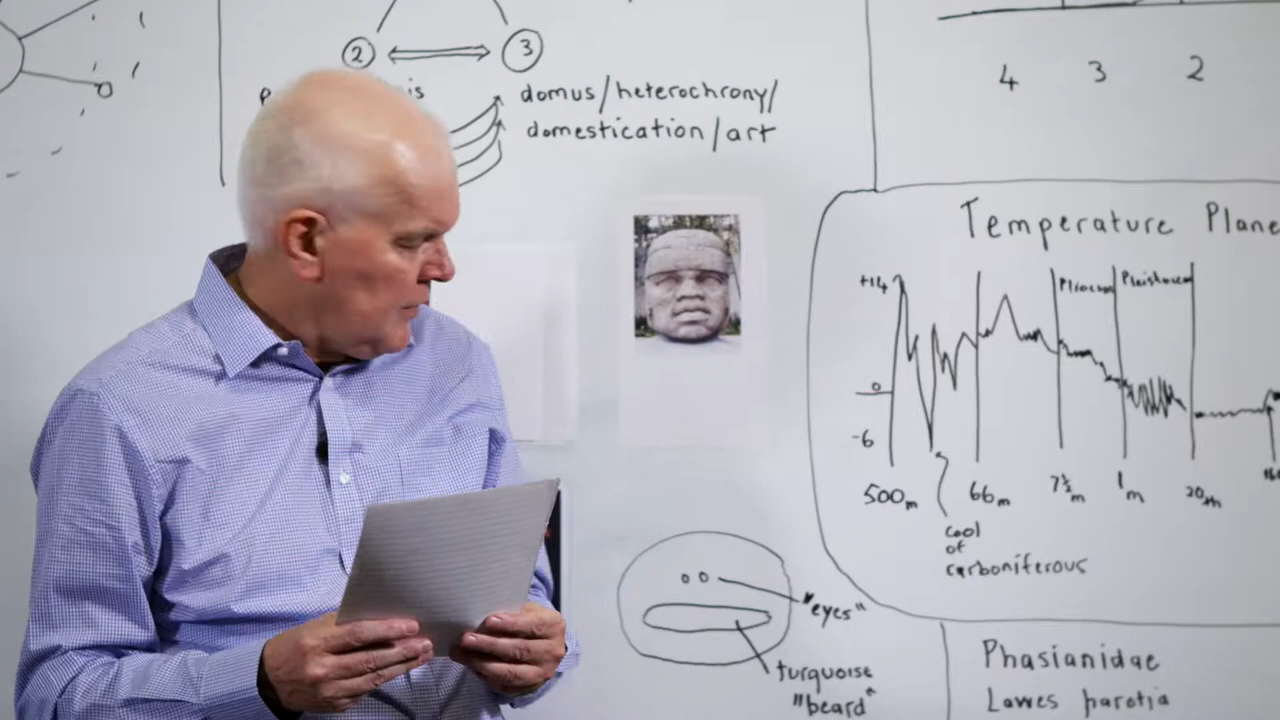 2
3
domus/heterochrony/
domestication/art
4 3 2
Temperature Plane
+14
0
-6
Pliocene
Pleistocene
500m
66m
7½m
1m
20th
cool
of
carboniferous
"eyes"
turquoise
"beard"
Phasianidae
Lawes parotia